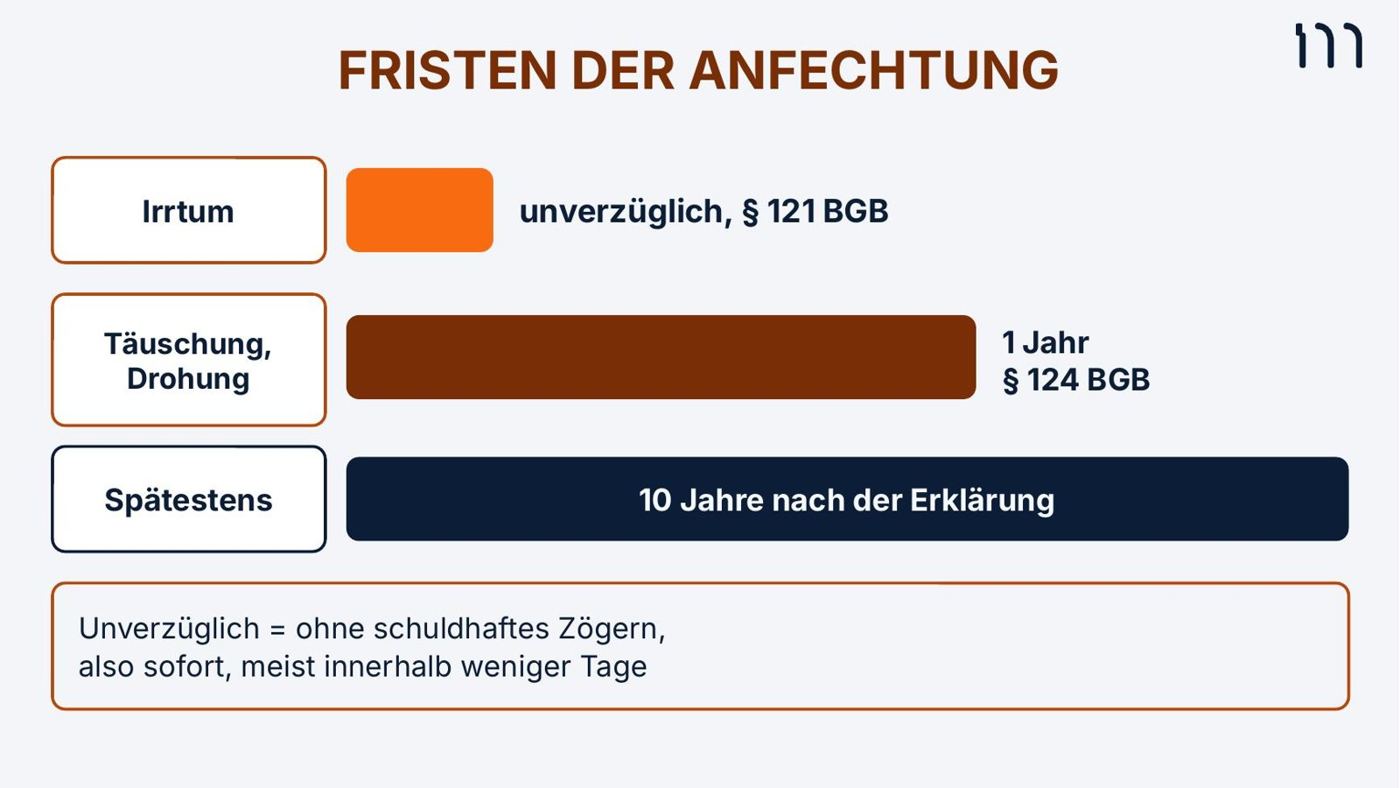 FRISTEN DER ANFECHTUNG
Irrtum
unverzüglich, § 121 BGB
Täuschung,
Drohung
1 Jahr
§ 124 BGB
Spätestens
10 Jahre nach der Erklärung
Unverzüglich = ohne schuldhaftes Zögern,
also sofort, meist innerhalb weniger Tage